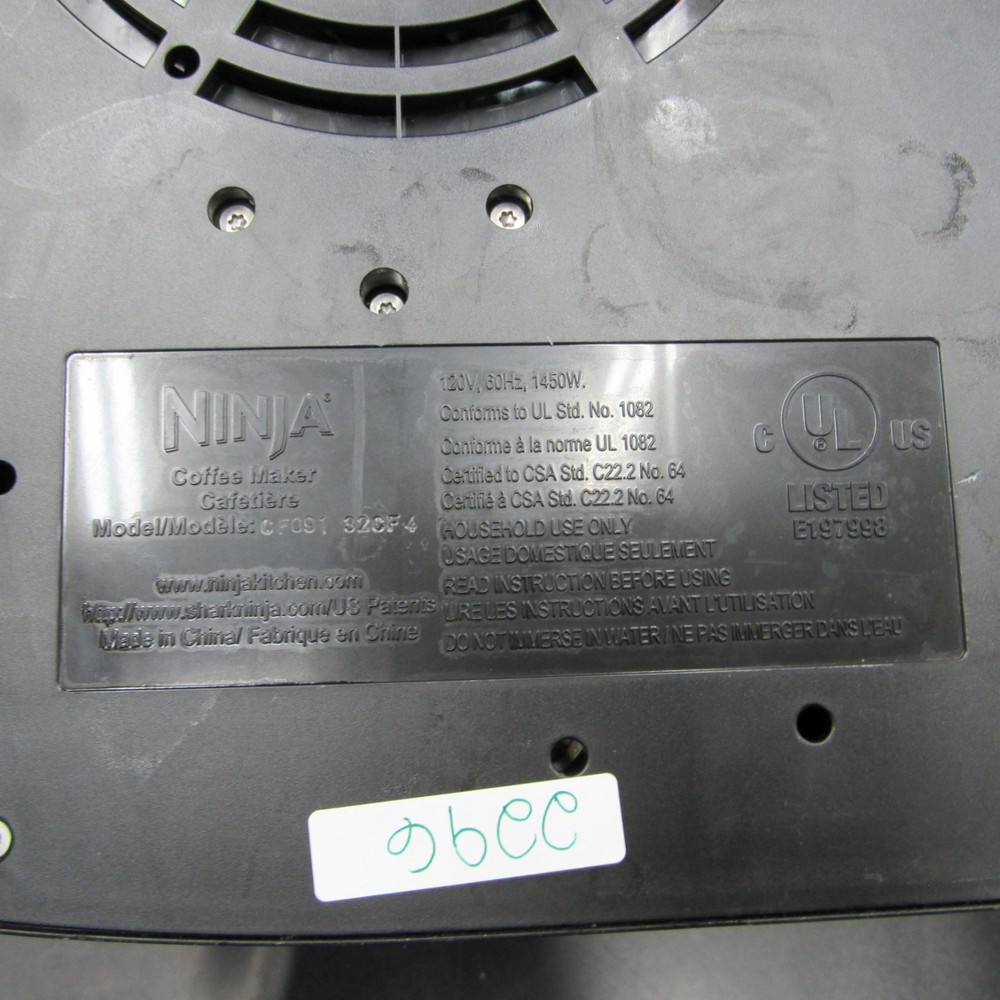 NINJA®
Coffee Maker
Cafetière
Model/Modèle: CF091 32CF4
www.ninjakitchen.com
http://www.sharkninja.com/US Patents
Made in China/ Fabriqué en Chine
120V, 60Hz, 1450W.
Conforms to UL Std. No. 1082
Conforme à la norme UL 1082
Certified to CSA Std. C22.2 No. 64
Certifié à CSA Std. C22.2 No. 64
HOUSEHOLD USE ONLY
USAGE DOMESTIQUE SEULEMENT
READ INSTRUCTION BEFORE USING
LIRE LES INSTRUCTIONS AVANT L'UTILISATION
DO NOT IMMERSE IN WATER / NE PAS IMMERGER DANS L'EAU
C UL® US
LISTED
E197998